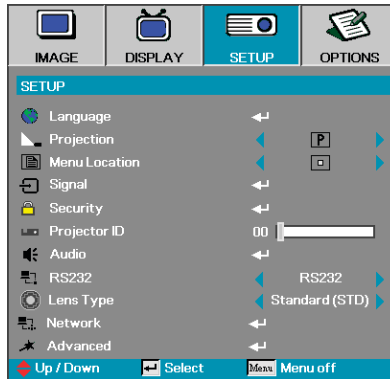 IMAGE DISPLAY SETUP OPTIONS
SETUP
Language
Projection P
Menu Location
Signal
Security
Projector ID 00
Audio
RS232 RS232
Lens Type Standard (STD)
Network
Advanced
Up / Down Select Menu Menu off